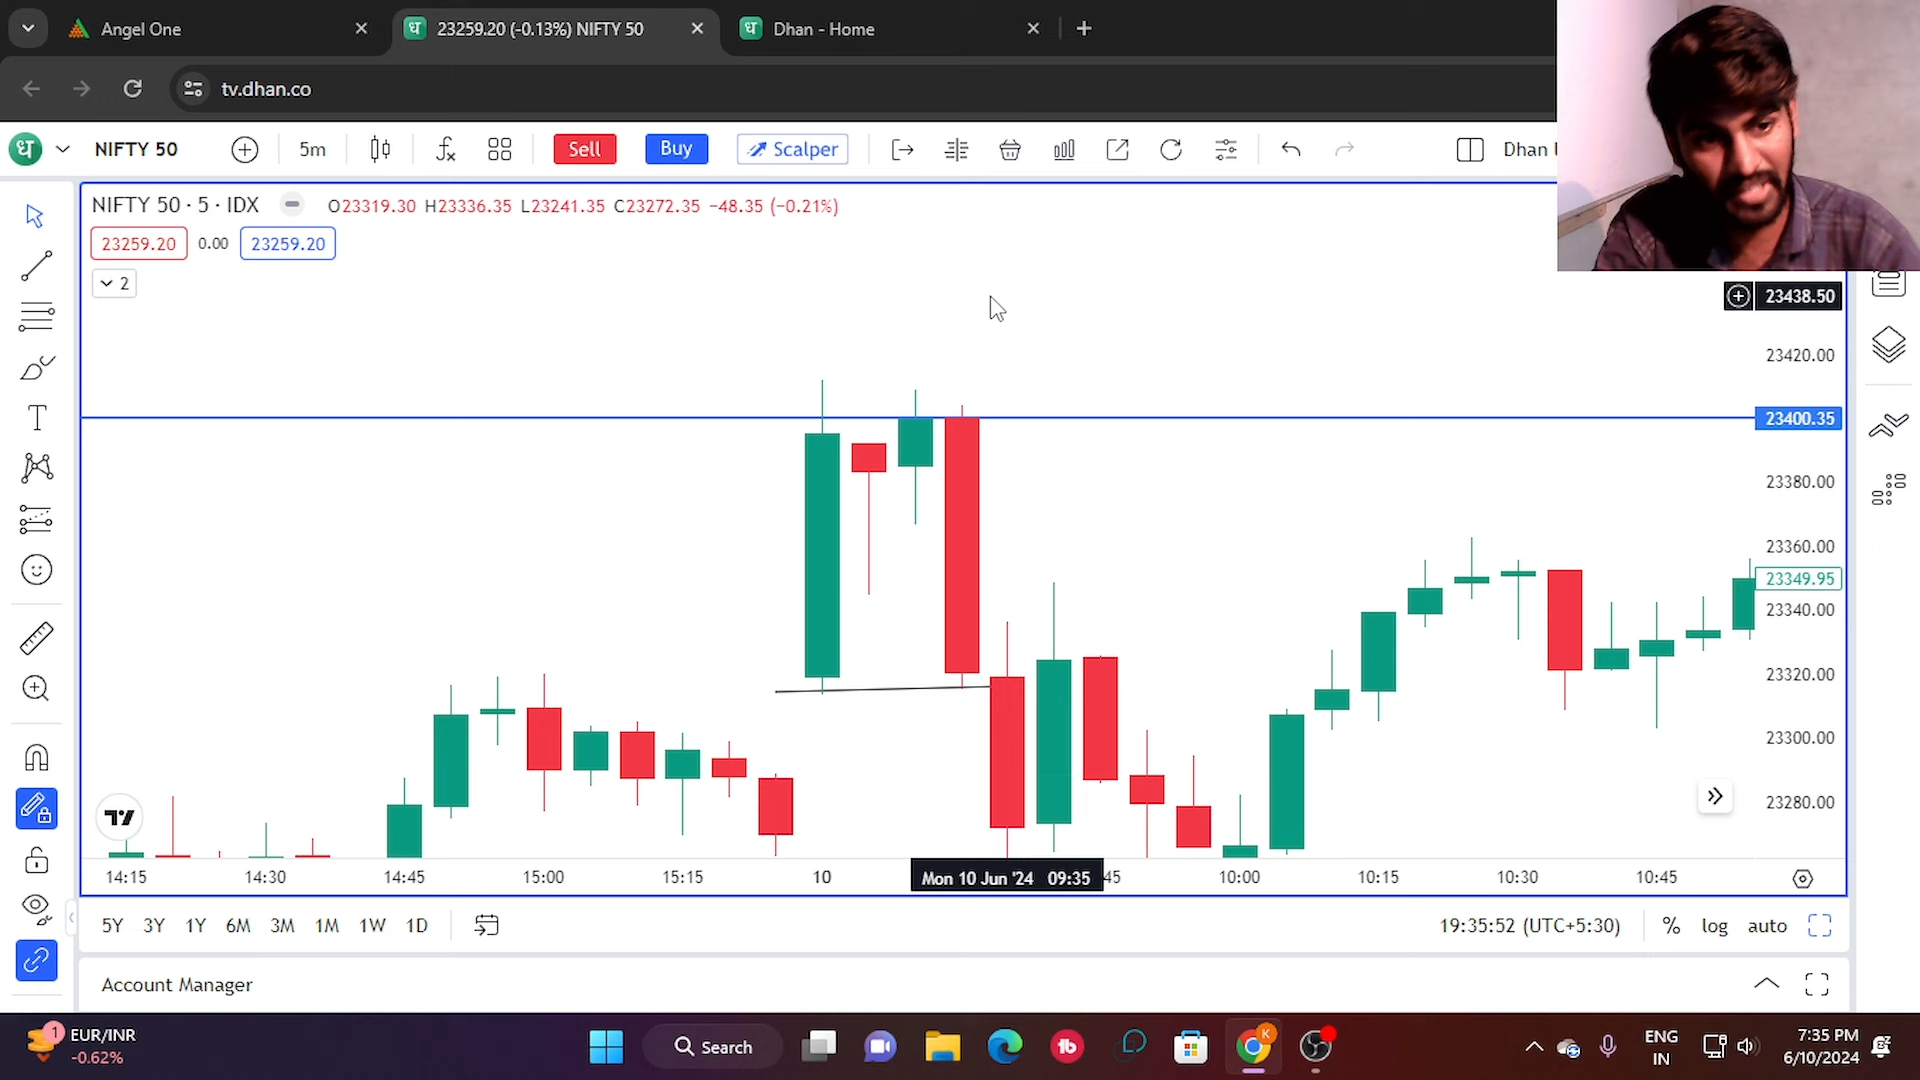 Angel One
ध 23259.20 (-0.13%) NIFTY 50
ध Dhan - Home
tv.dhan.co
ध NIFTY 50 5m Sell Buy Scalper Dhan
NIFTY 50 · 5 · IDX O23319.30 H23336.35 L23241.35 C23272.35 −48.35 (−0.21%)
23259.20 0.00 23259.20
2
23438.50
23420.00
23400.35
23380.00
23360.00
23349.95
23340.00
23320.00
23300.00
23280.00
14:15 14:30 14:45 15:00 15:15 10 Mon 10 Jun '24 09:35 45 10:00 10:15 10:30 10:45
5Y 3Y 1Y 6M 3M 1M 1W 1D 19:35:52 (UTC+5:30) % log auto
Account Manager
1 EUR/INR
-0.62%
Search
K
ENG
IN
7:35 PM
6/10/2024